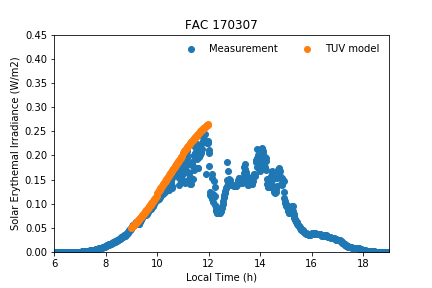 FAC 170307
Measurement
TUV model
Solar Erythemal Irradiance (W/m2)
0.45
0.40
0.35
0.30
0.25
0.20
0.15
0.10
0.05
0.00
6 8 10 12 14 16 18
Local Time (h)